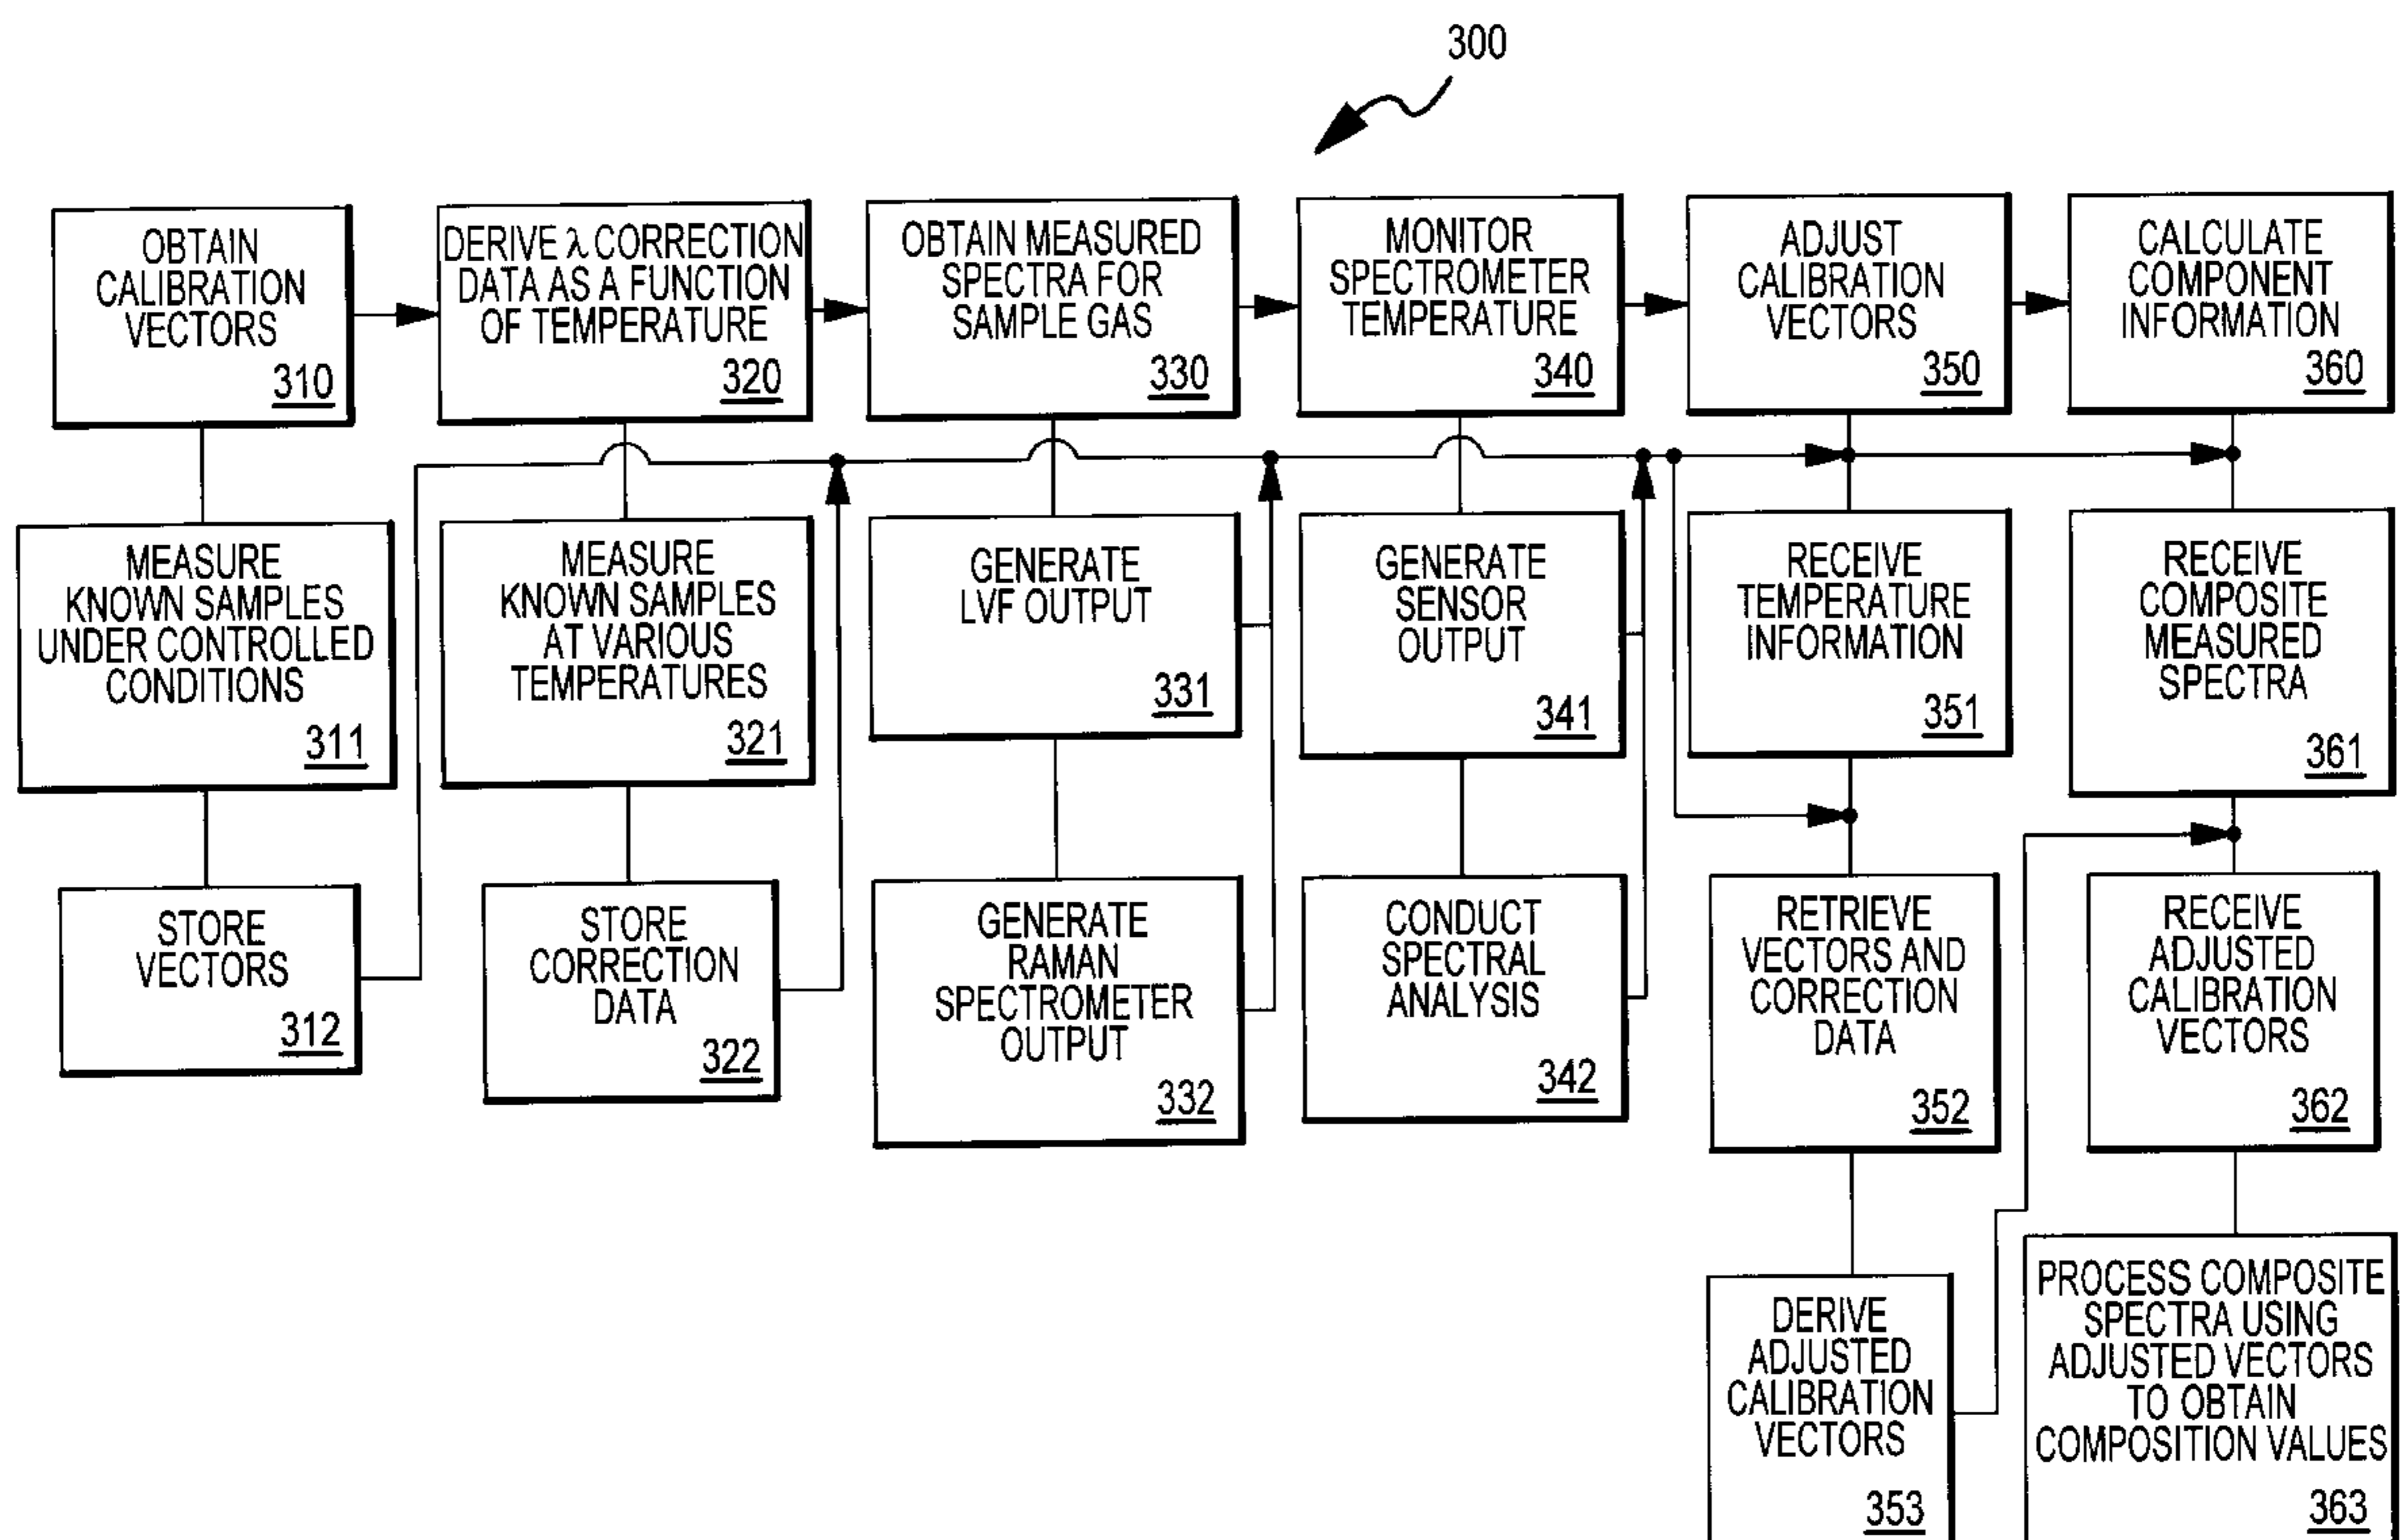 300
OBTAIN
CALIBRATION
VECTORS
310
DERIVE λ CORRECTION
DATA AS A FUNCTION
OF TEMPERATURE
320
OBTAIN MEASURED
SPECTRA FOR
SAMPLE GAS
330
MONITOR
SPECTROMETER
TEMPERATURE
340
ADJUST
CALIBRATION
VECTORS
350
CALCULATE
COMPONENT
INFORMATION
360
MEASURE
KNOWN SAMPLES
UNDER CONTROLLED
CONDITIONS
311
MEASURE
KNOWN SAMPLES
AT VARIOUS
TEMPERATURES
321
GENERATE
LVF OUTPUT
331
GENERATE
SENSOR
OUTPUT
341
RECEIVE
TEMPERATURE
INFORMATION
351
RECEIVE
COMPOSITE
MEASURED
SPECTRA
361
STORE
VECTORS
312
STORE
CORRECTION
DATA
322
GENERATE
RAMAN
SPECTROMETER
OUTPUT
332
CONDUCT
SPECTRAL
ANALYSIS
342
RETRIEVE
VECTORS AND
CORRECTION
DATA
352
RECEIVE
ADJUSTED
CALIBRATION
VECTORS
362
DERIVE
ADJUSTED
CALIBRATION
VECTORS
353
PROCESS COMPOSITE
SPECTRA USING
ADJUSTED VECTORS
TO OBTAIN
COMPOSITION VALUES
363